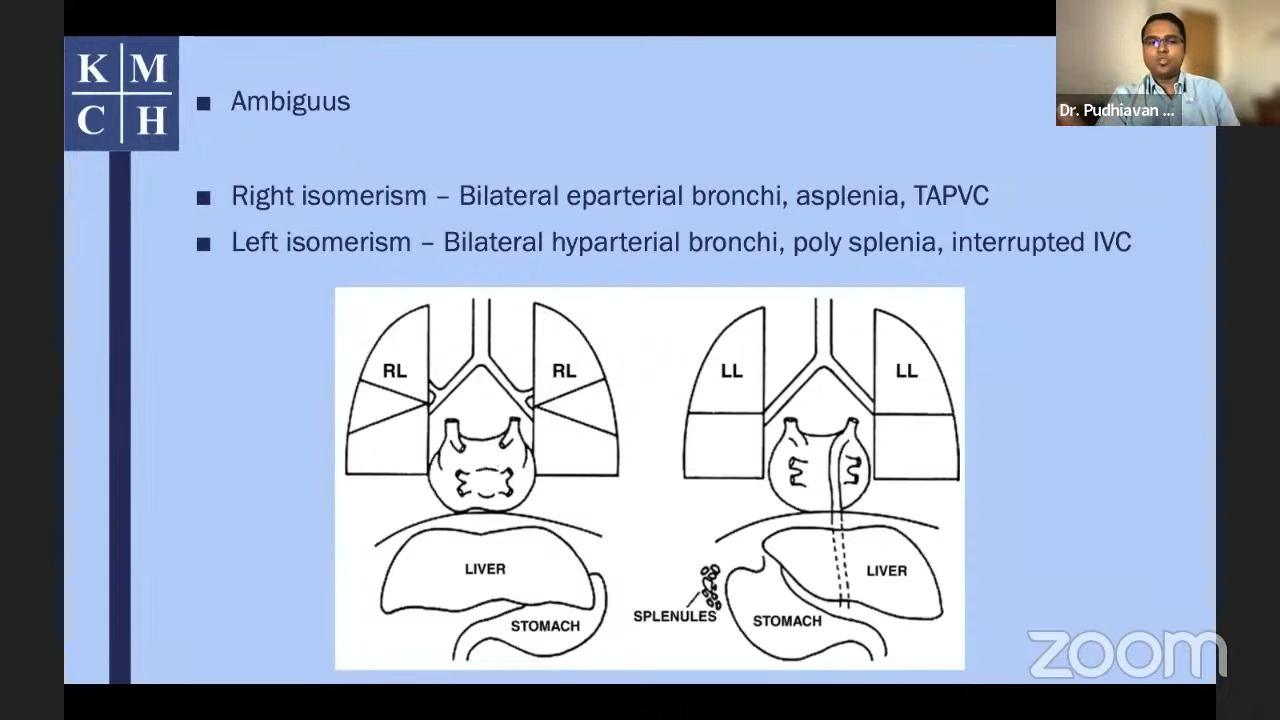 K M
C H
Ambiguus
Dr. Pudhiavan ...
Right isomerism – Bilateral eparterial bronchi, asplenia, TAPVC
Left isomerism – Bilateral hyparterial bronchi, poly splenia, interrupted IVC
RL RL LL LL
LIVER LIVER
SPLENULES
STOMACH STOMACH
zoom